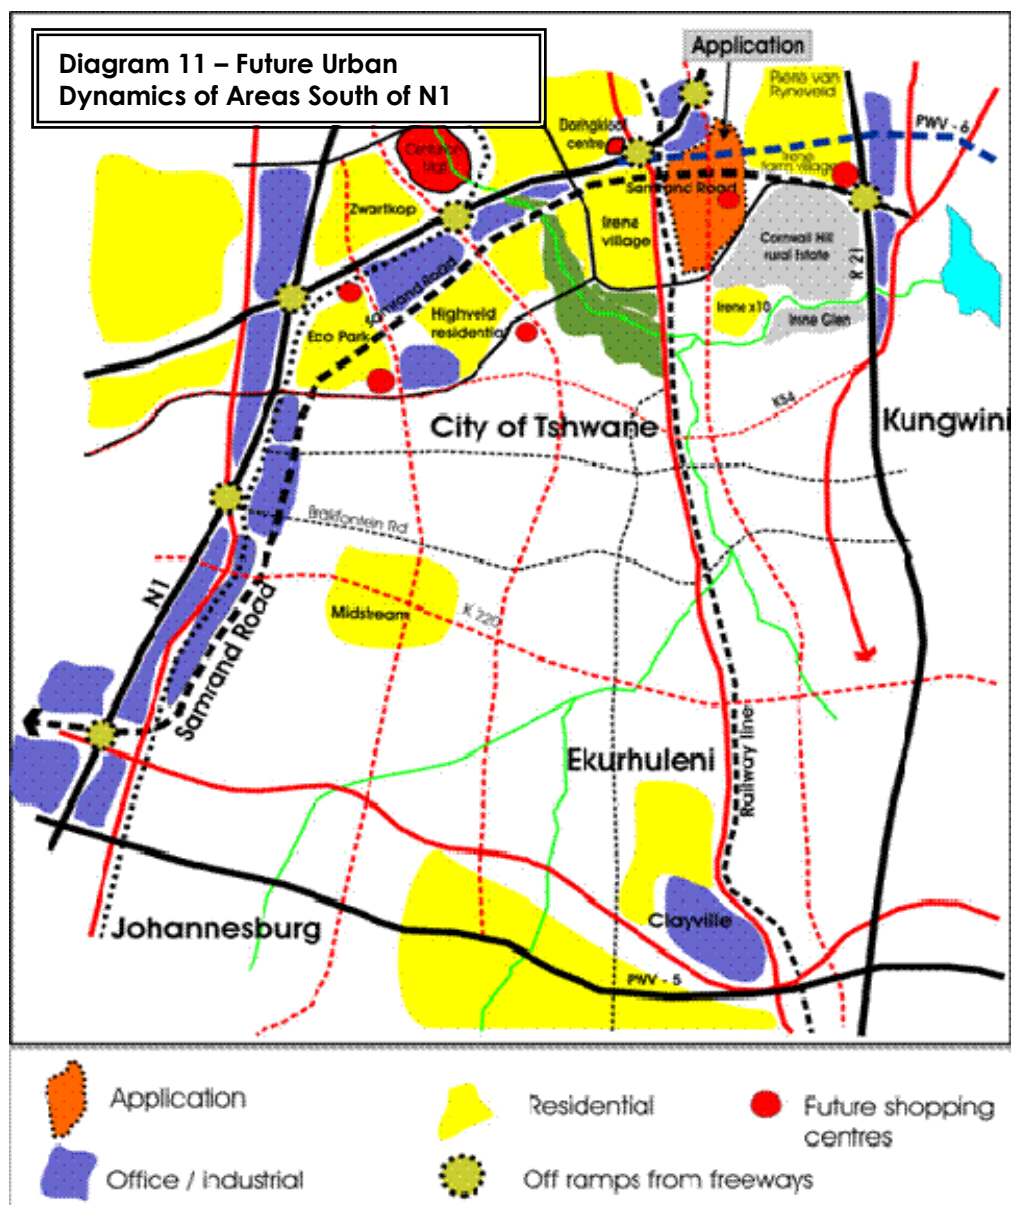 Diagram 11 – Future Urban
Dynamics of Areas South of N1
Application
Pierre van
Ryneveld
PWV - 6
Doringkloof
centre
Centurion
Mall
Irene
farm village
Samrand Road
Zwartkop
Irene
village
Cornwall Hill
rural Estate
R 21
Samrand Road
Highveld
residential
Eco Park
Irene x10
Irene Glen
K54
City of Tshwane
Kungwini
Brakfontein Rd
N1
Midstream
K 220
Samrand Road
Ekurhuleni
Railway line
Johannesburg
Clayville
PWV - 5
Application
Residential
Future shopping
centres
Office / industrial
Off ramps from freeways